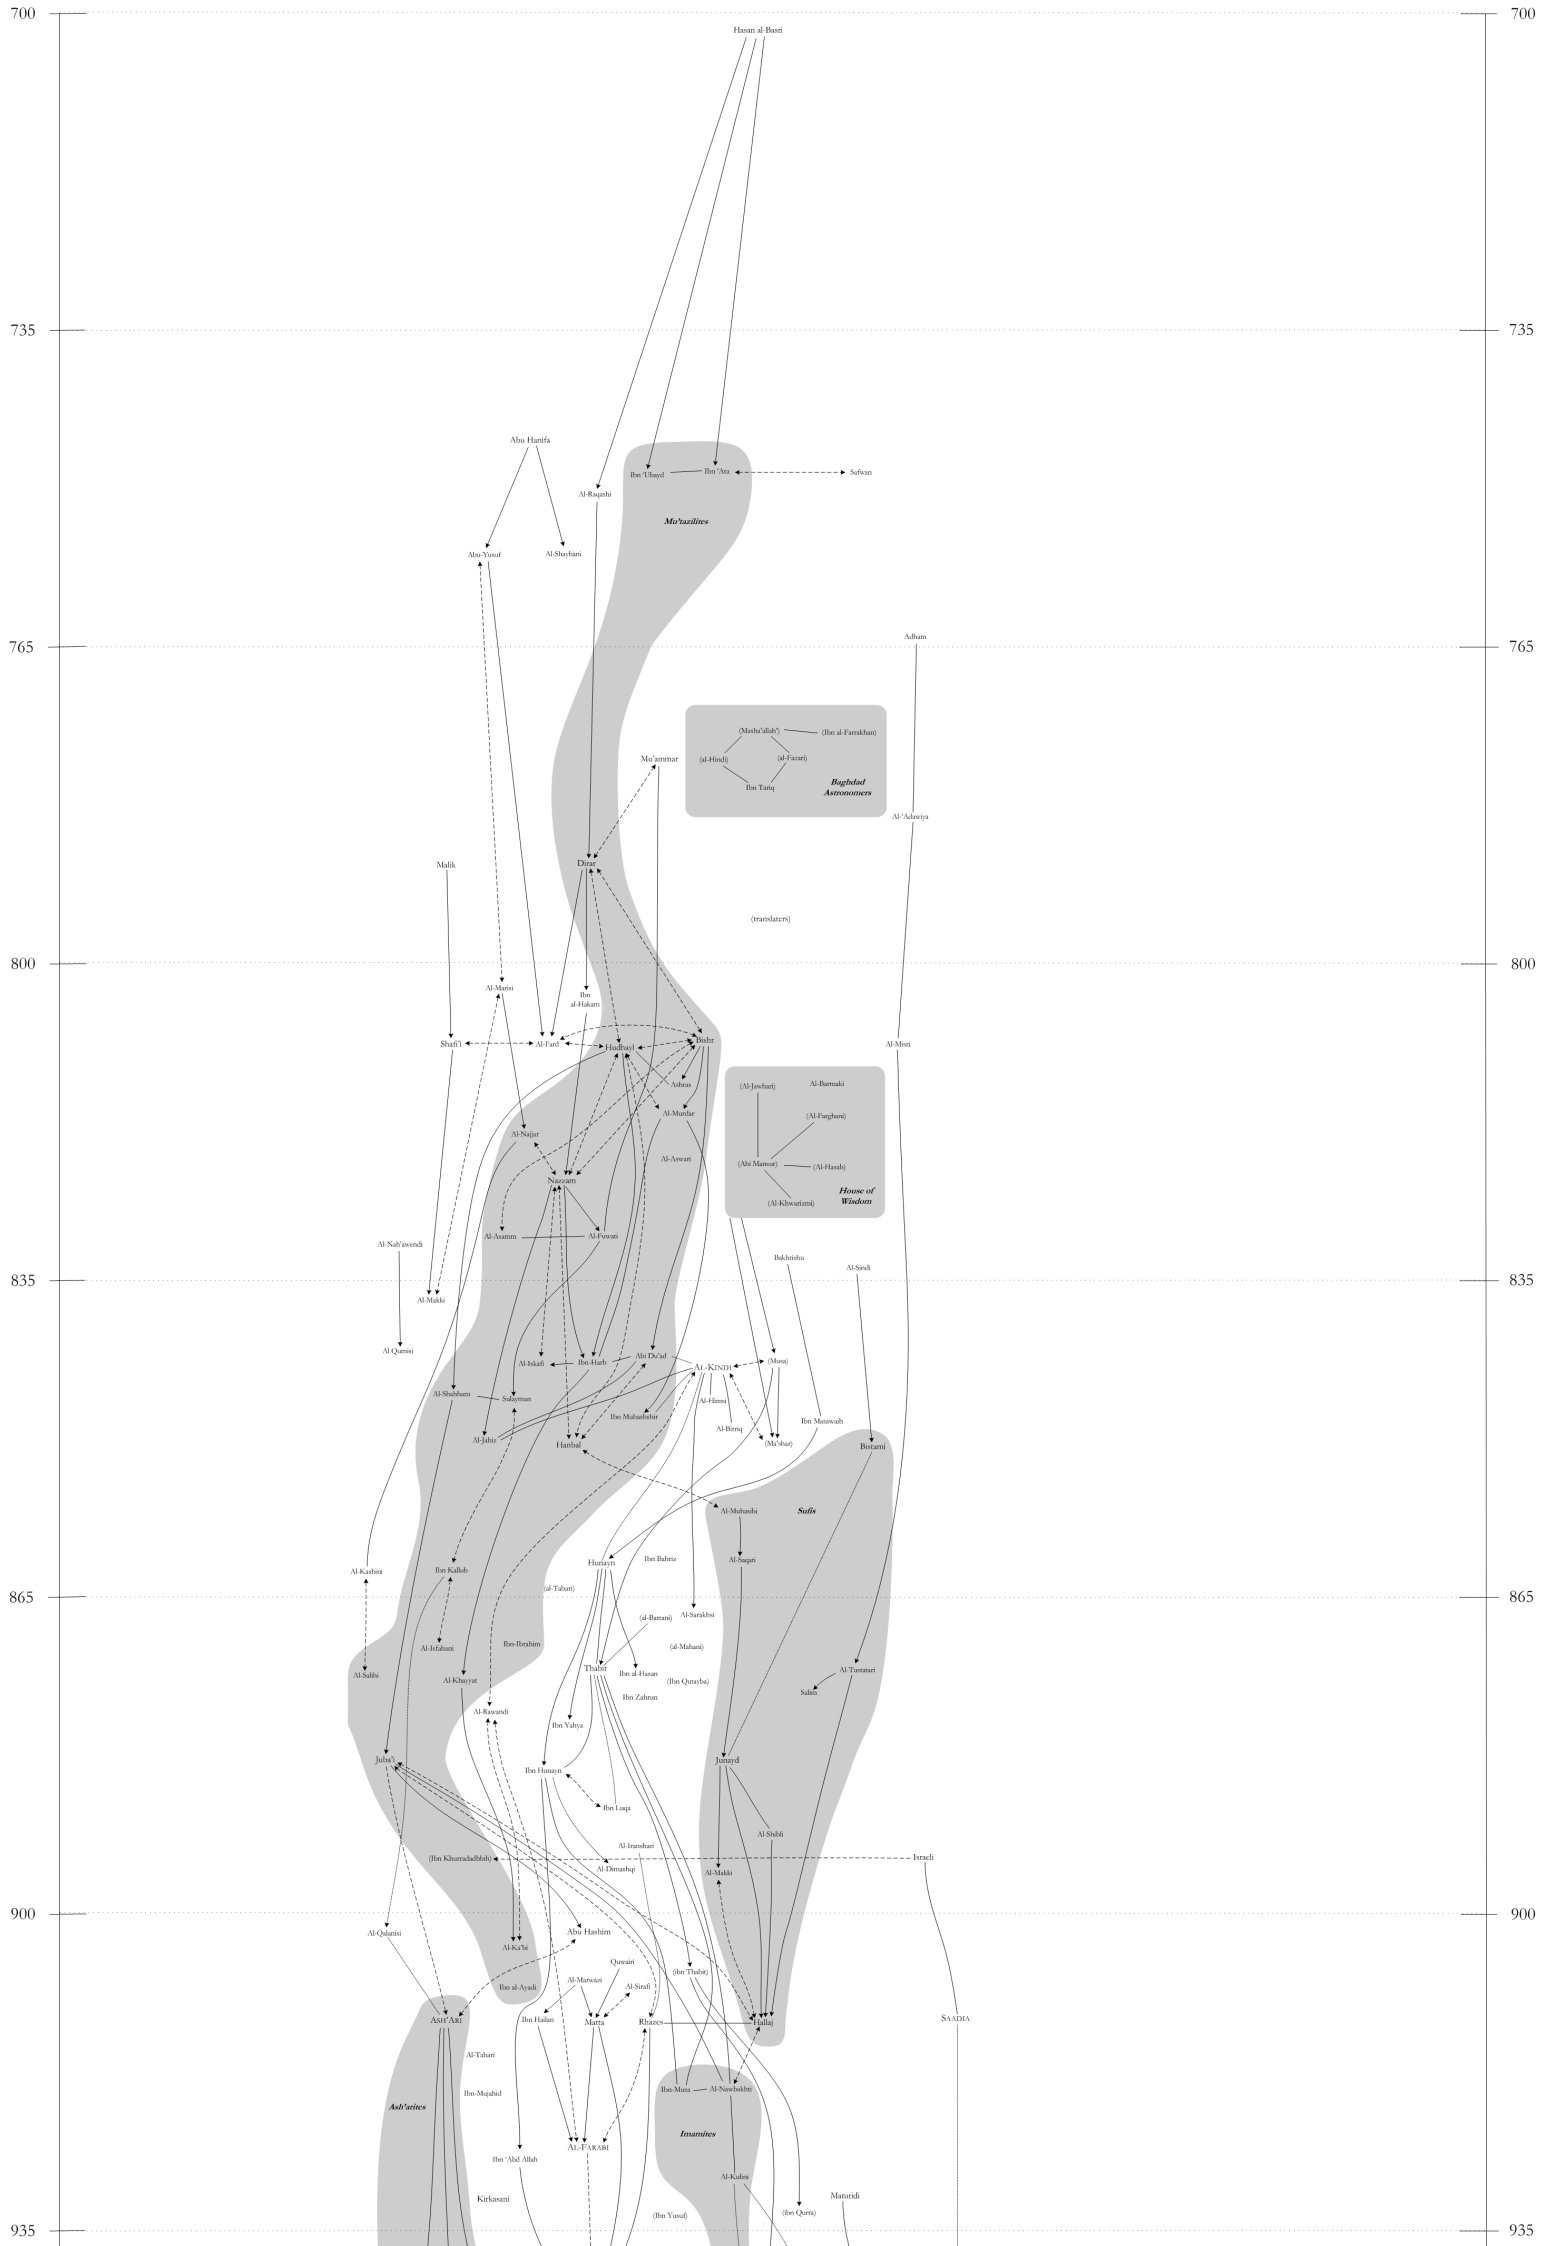 700
700
Hasan al-Basri
735
735
Abu Hanifa
Ibn ‘Ubayd
Ibn ‘Ata
Safwan
Al-Raqashi
Mu’tazilites
Abu-Yusof
Al-Shaybani
765
765
Adham
(Masha’allah’)
(Ibn al-Farrakhan)
(al-Hindi)
(al-Fazari)
Ibn Tariq
Baghdad
Astronomers
Mu’ammar
Al-‘Adawiya
Dirar
Malik
(translaters)
800
800
Al-Marisi
Ibn
al-Hakam
Shafi’i
Al-Fard
Hudhayl
Bishr
Al-Misri
Ashras
(Al-Jawhari)
Al-Barmaki
Al-Murdar
(Al-Farghani)
Al-Najjar
Al-Aswari
(Abi Mansur)
(Al-Hasab)
Nazzam
House of
Wisdom
(Al-Khwarizmi)
Al-Asamm
Al-Fuwati
Al-Nah’awendi
Bakhtishu
Al-Sindi
835
835
Al-Makki
Al Qumisi
Al-Iskafi
Ibn-Harb
Abi Du’ad
Al-Kindi
(Musa)
Al-Shabham
Sulayman
Al-Himsi
Ibn Mubashshir
Al-Bitriq
Ibn Masawaih
Al-Jahiz
Hanbal
(Ma’shar)
Bistami
Al-Muhasibi
Sufis
Al-Kashini
Ibn Kullab
Hunayn
Ibn Bahriz
Al-Saqati
(al-Tabari)
865
865
(al-Battani)
Al-Sarakhsi
Al-Isfahani
Ibn-Ibrahim
(al-Mahani)
Al-Salihi
Al-Khayyat
Thabit
Ibn al-Hasan
(Ibn Qutayba)
Al-Tustatari
Salim
Ibn Zahrun
Al-Rawandi
Ibn Yahya
Juba’i
Ibn Hunayn
Junayd
Ibn Luqa
Al-Shibli
Al-Iranshari
(Ibn Khurradadhbih)
Al-Dimashqi
Al-Makki
Israeli
900
900
Al-Qalanisi
Abu Hashim
Al-Ka’bi
Quwairi
(ibn Thabit)
Ibn al-Ayadi
Al-Marwazi
Al-Sirafi
Ash’Ari
Ibn Hailan
Matta
Rhazes
Hallaj
Saadia
Al-Tabari
Ibn-Mujahid
Ibn-Musa
Al-Nawbakhti
Ash’arites
Imamites
Al-Farabi
Ibn ‘Abd Allah
Al-Kulini
Kirkasani
(Ibn Yusuf)
(ibn Qurra)
Maturidi
935
935